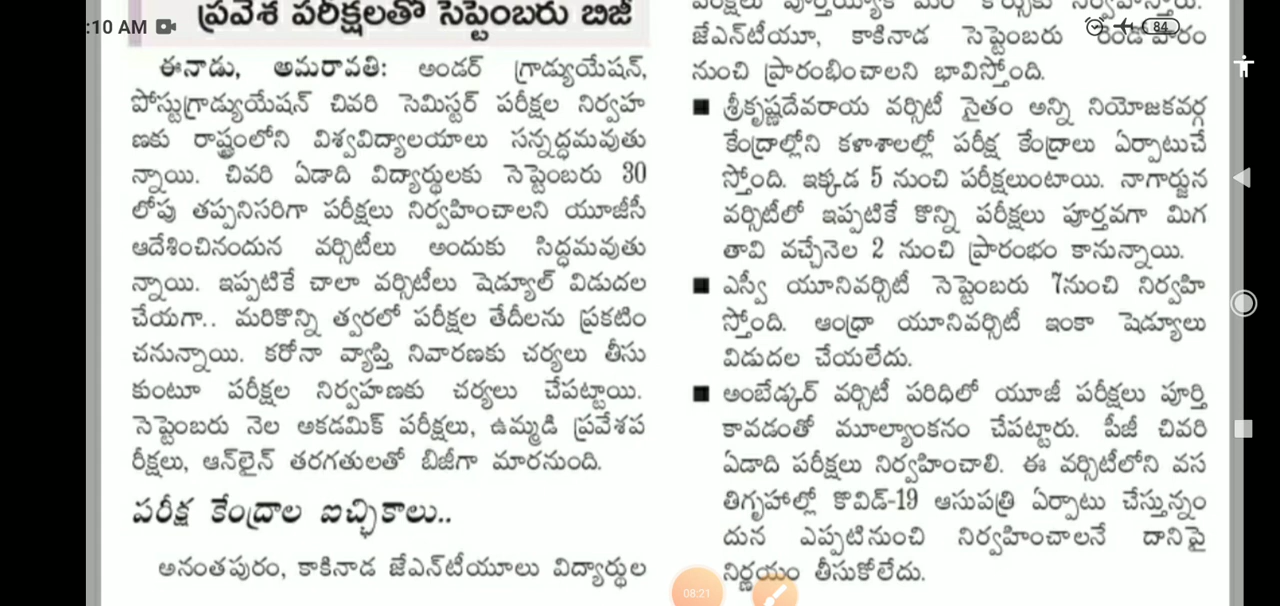 ప్రవేశ పరీక్షలతో సెప్టెంబరు బిజీ
:10 AM
ఈనాడు, అమరావతి: అండర్ గ్రాడ్యుయేషన్,
పోస్టుగ్రాడ్యుయేషన్ చివరి సెమిస్టర్ పరీక్షల నిర్వహ
ణకు రాష్ట్రంలోని విశ్వవిద్యాలయాలు సన్నద్ధమవుతు
న్నాయి. చివరి ఏడాది విద్యార్థులకు సెప్టెంబరు 30
లోపు తప్పనిసరిగా పరీక్షలు నిర్వహించాలని యూజీసీ
ఆదేశించినందున వర్సిటీలు అందుకు సిద్ధమవుతు
న్నాయి. ఇప్పటికే చాలా వర్సిటీలు షెడ్యూల్ విడుదల
చేయగా.. మరికొన్ని త్వరలో పరీక్షల తేదీలను ప్రకటిం
చనున్నాయి. కరోనా వ్యాప్తి నివారణకు చర్యలు తీసు
కుంటూ పరీక్షల నిర్వహణకు చర్యలు చేపట్టాయి.
సెప్టెంబరు నెల అకడమిక్ పరీక్షలు, ఉమ్మడి ప్రవేశప
రీక్షలు, ఆన్‌లైన్ తరగతులతో బిజీగా మారనుంది.
పరీక్ష కేంద్రాల ఐచ్ఛికాలు..
అనంతపురం, కాకినాడ జేఎన్‌టీయూలు విద్యార్థుల
84
జేఎన్‌టీయూ, కాకినాడ సెప్టెంబరు రెండోవారం
నుంచి ప్రారంభించాలని భావిస్తోంది.
■ శ్రీకృష్ణదేవరాయ వర్సిటీ సైతం అన్ని నియోజకవర్గ
కేంద్రాల్లోని కళాశాలల్లో పరీక్ష కేంద్రాలు ఏర్పాటుచే
స్తోంది. ఇక్కడ 5 నుంచి పరీక్షలుంటాయి. నాగార్జున
వర్సిటీలో ఇప్పటికే కొన్ని పరీక్షలు పూర్తవగా మిగ
తావి వచ్చేనెల 2 నుంచి ప్రారంభం కానున్నాయి.
■ ఎస్వీ యూనివర్సిటీ సెప్టెంబరు 7నుంచి నిర్వహి
స్తోంది. ఆంధ్రా యూనివర్సిటీ ఇంకా షెడ్యూలు
విడుదల చేయలేదు.
■ అంబేడ్కర్ వర్సిటీ పరిధిలో యూజీ పరీక్షలు పూర్తి
కావడంతో మూల్యాంకనం చేపట్టారు. పీజీ చివరి
ఏడాది పరీక్షలు నిర్వహించాలి. ఈ వర్సిటీలోని వస
తిగృహాల్లో కొవిడ్-19 ఆసుపత్రి ఏర్పాటు చేస్తున్నం
దున ఎప్పటినుంచి నిర్వహించాలనే దానిపై
నిర్ణయం తీసుకోలేదు.
08:21